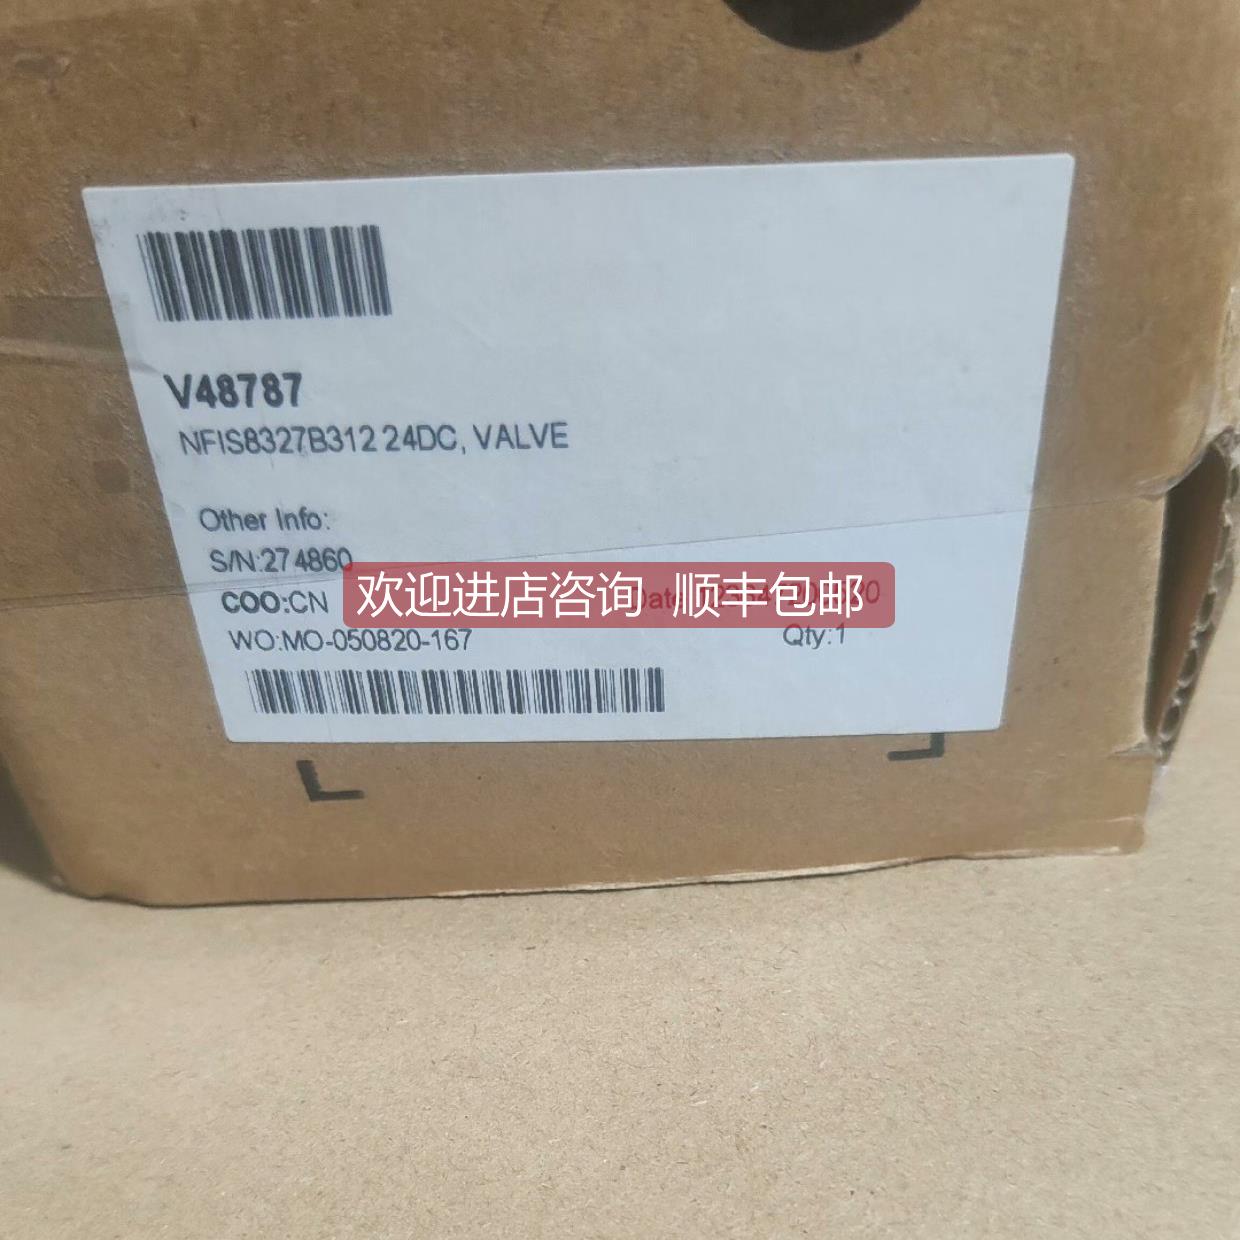 V48787
NFIS8327B312 24DC, VALVE
Other Info:
S/N:274860
COO:CN
欢迎进店咨询 顺丰包邮
Date
WO:MO-050820-167
Qty:1